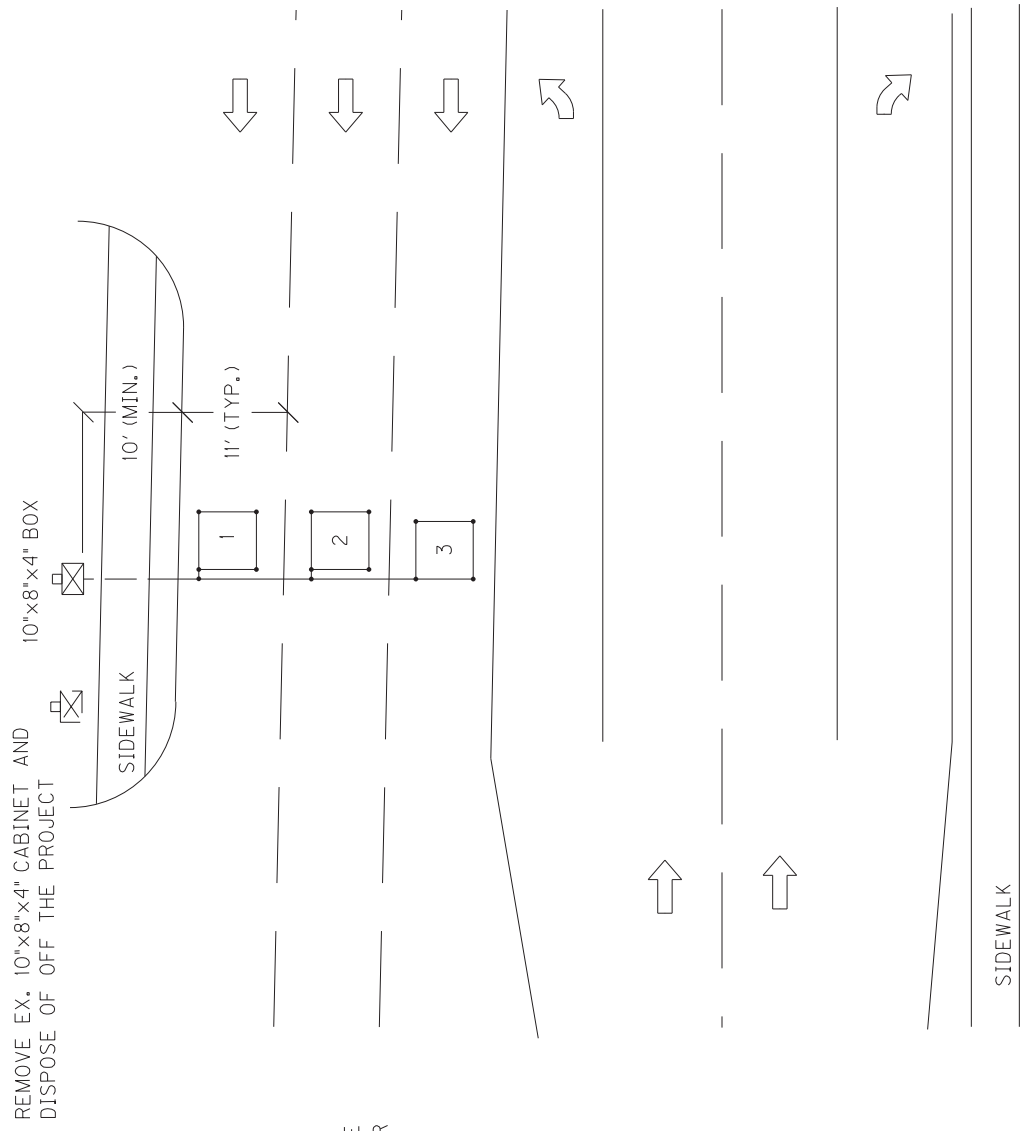 REMOVE EX. 10"x8"x4" CABINET AND
DISPOSE OF OFF THE PROJECT
10"x8"x4" BOX
SIDEWALK
10' (MIN.)
11' (TYP.)
1
2
3
SIDEWALK
E
R